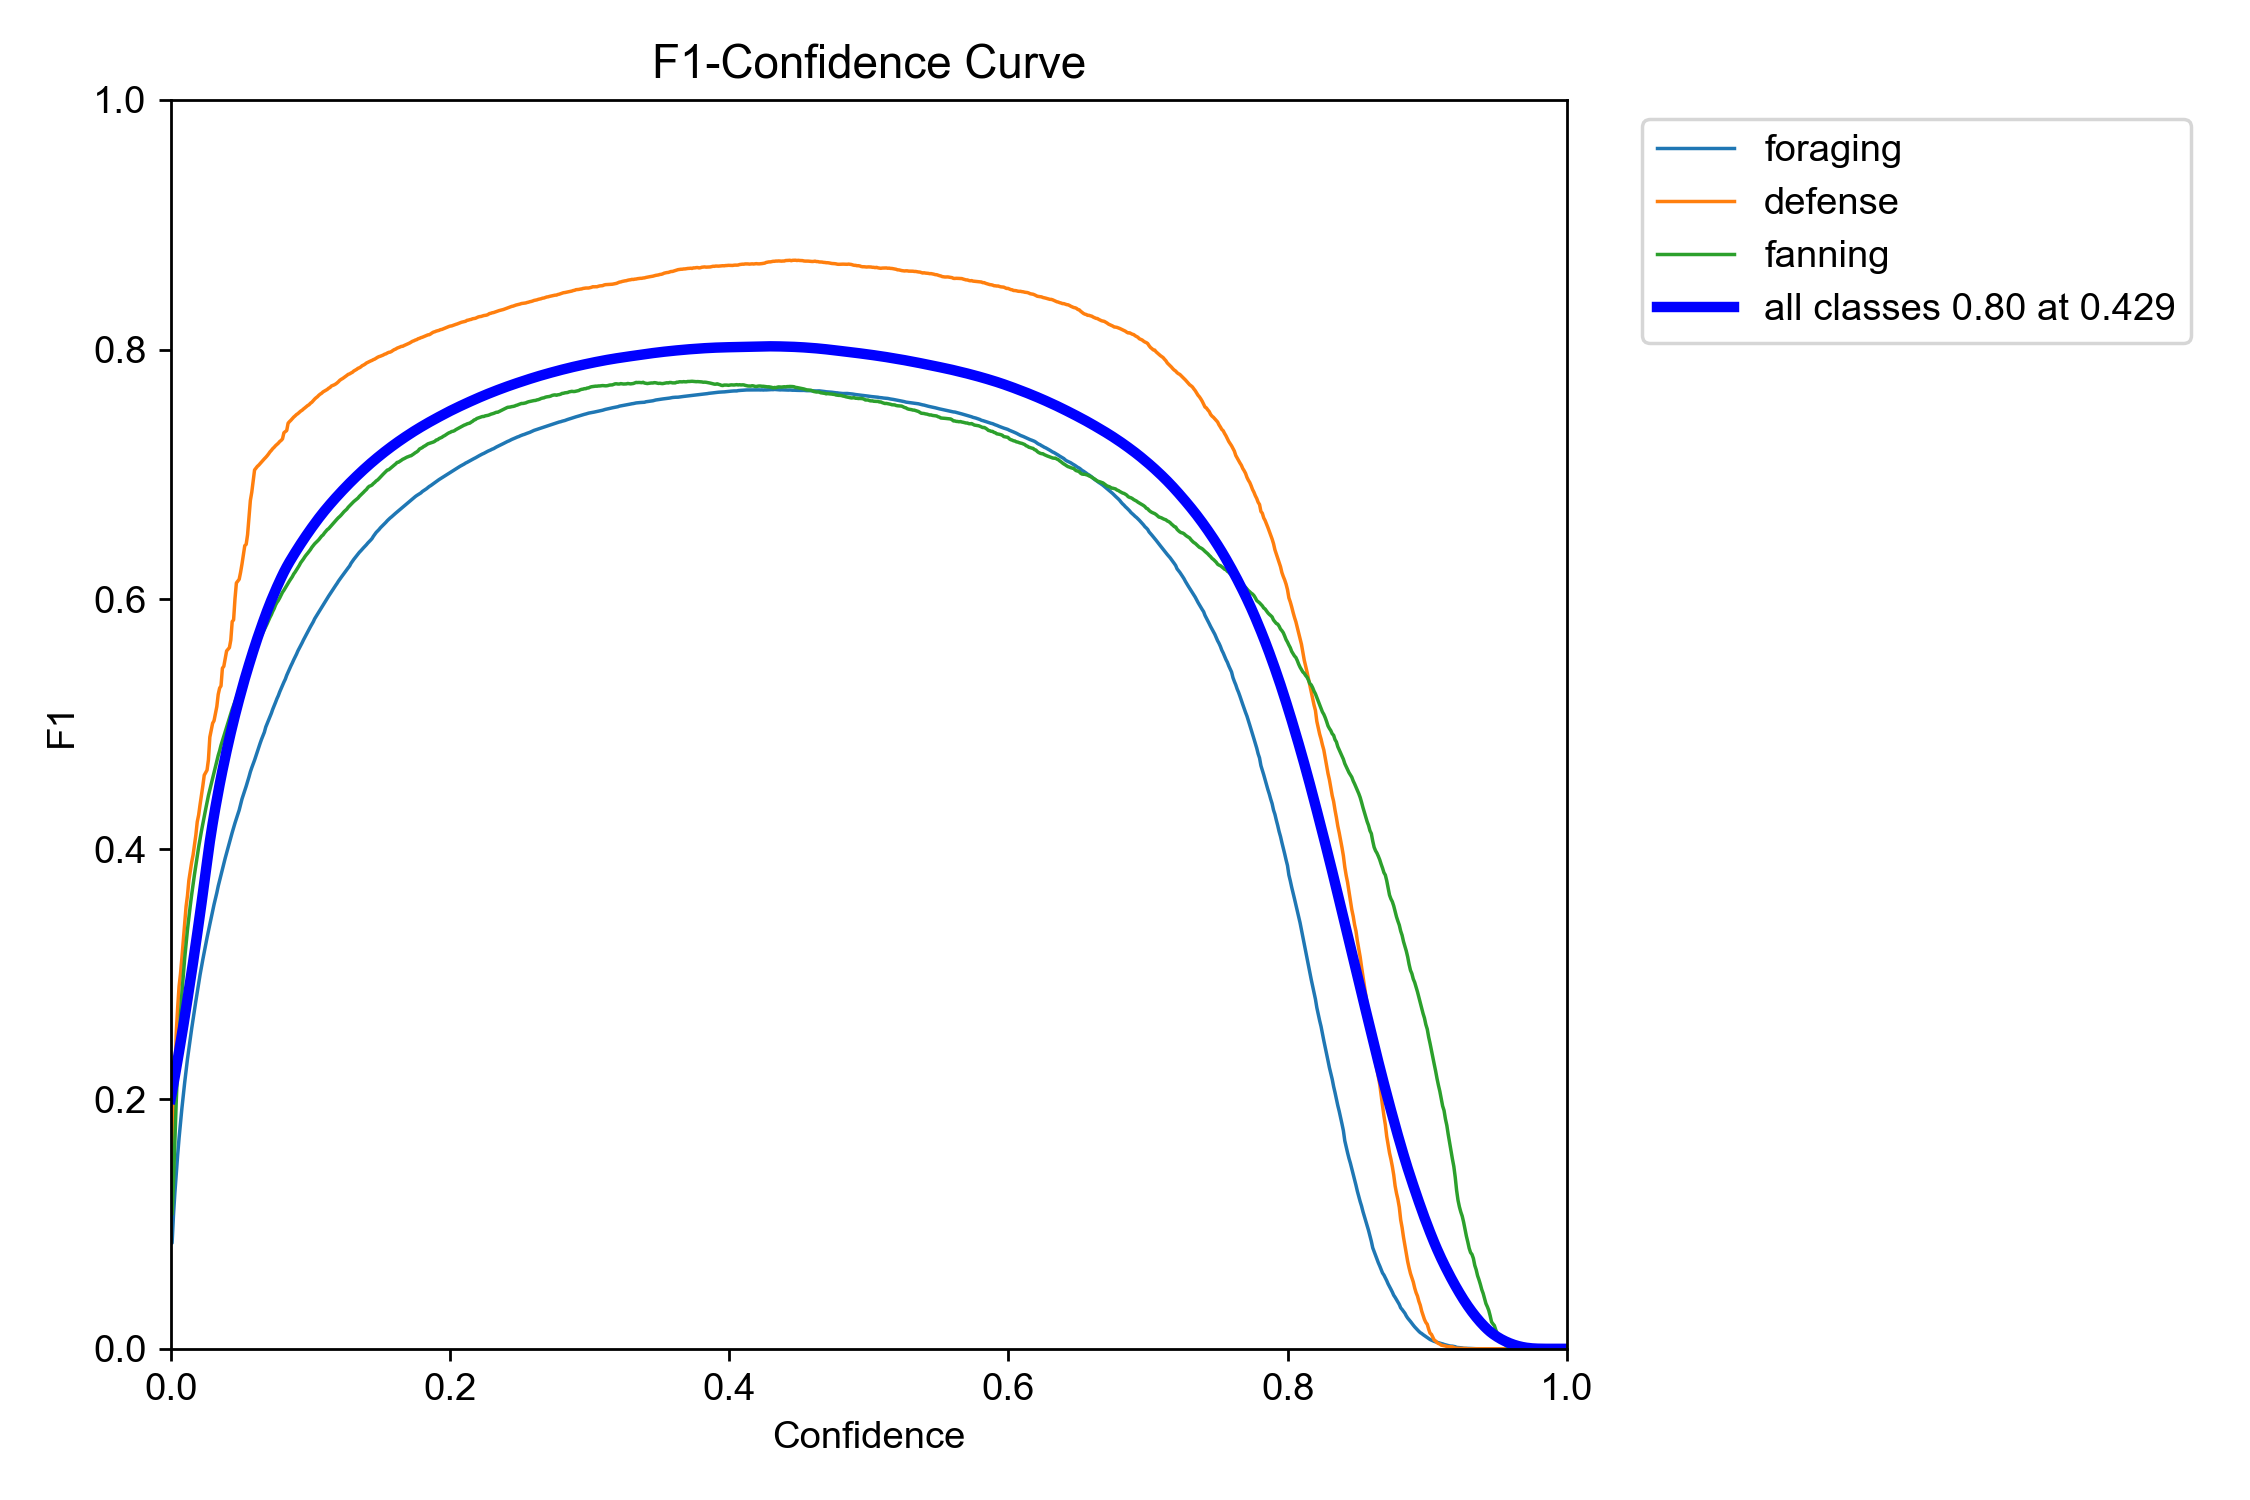 F1-Confidence Curve
1.0
0.8
0.6
0.4
0.2
0.0
F1
0.0 0.2 0.4 0.6 0.8 1.0
Confidence
foraging
defense
fanning
all classes 0.80 at 0.429